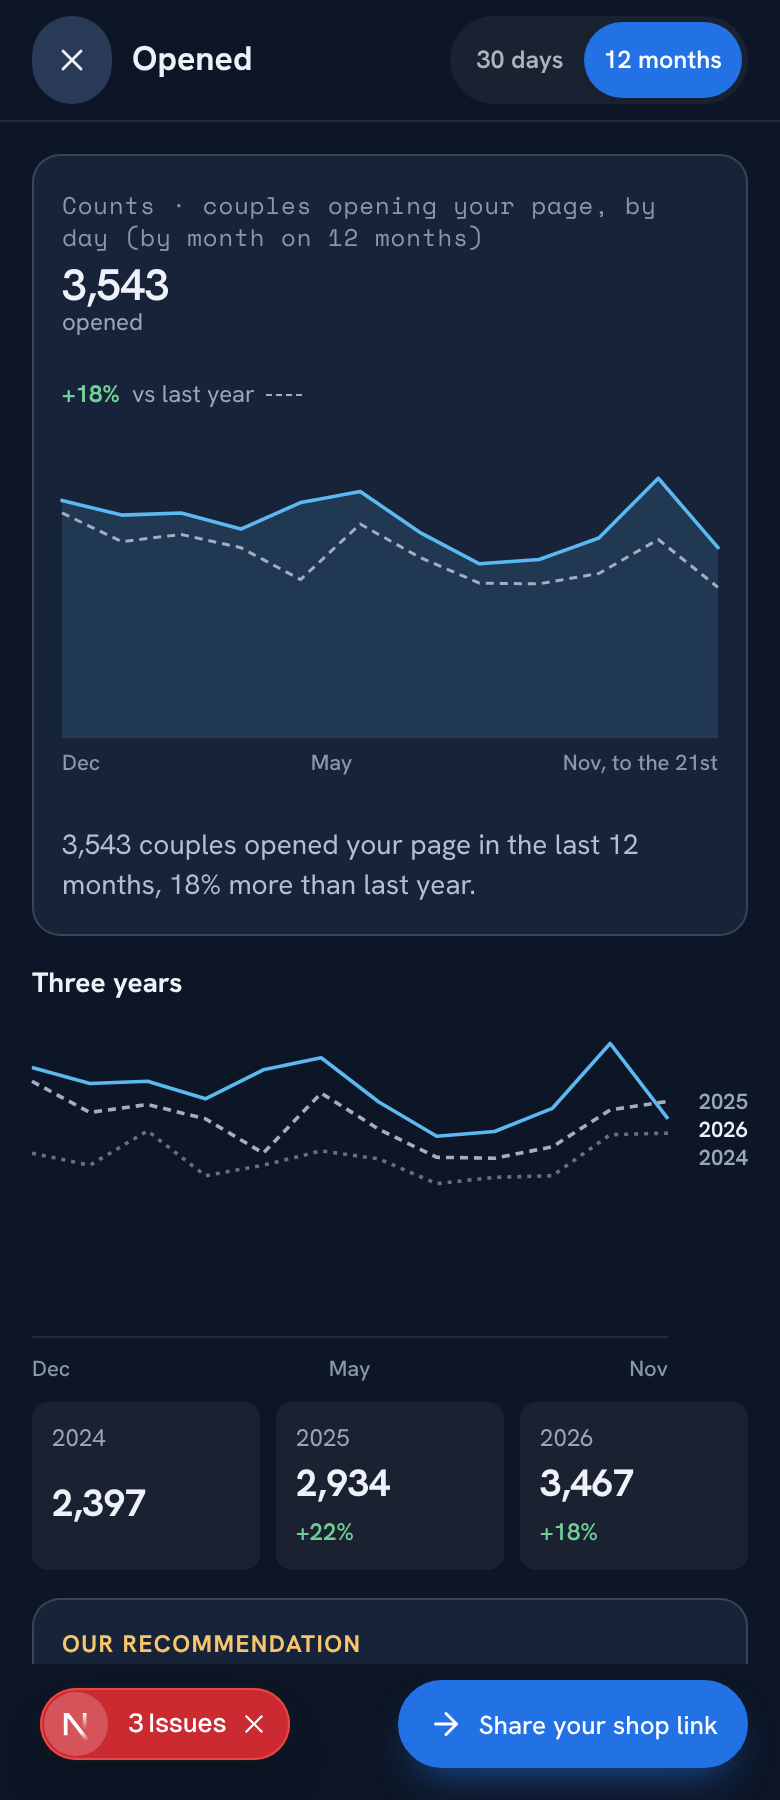 Opened
30 days
12 months
Counts · couples opening your page, by
day (by month on 12 months)
3,543
opened
+18% vs last year ----
Dec
May
Nov, to the 21st
3,543 couples opened your page in the last 12
months, 18% more than last year.
Three years
2025
2026
2024
Dec
May
Nov
2024
2,397
2025
2,934
+22%
2026
3,467
+18%
OUR RECOMMENDATION
N
3 Issues
Share your shop link